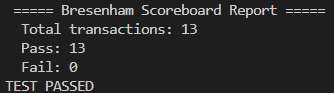 ===== Bresenham Scoreboard Report =====
Total transactions: 13
Pass: 13
Fail: 0
TEST PASSED